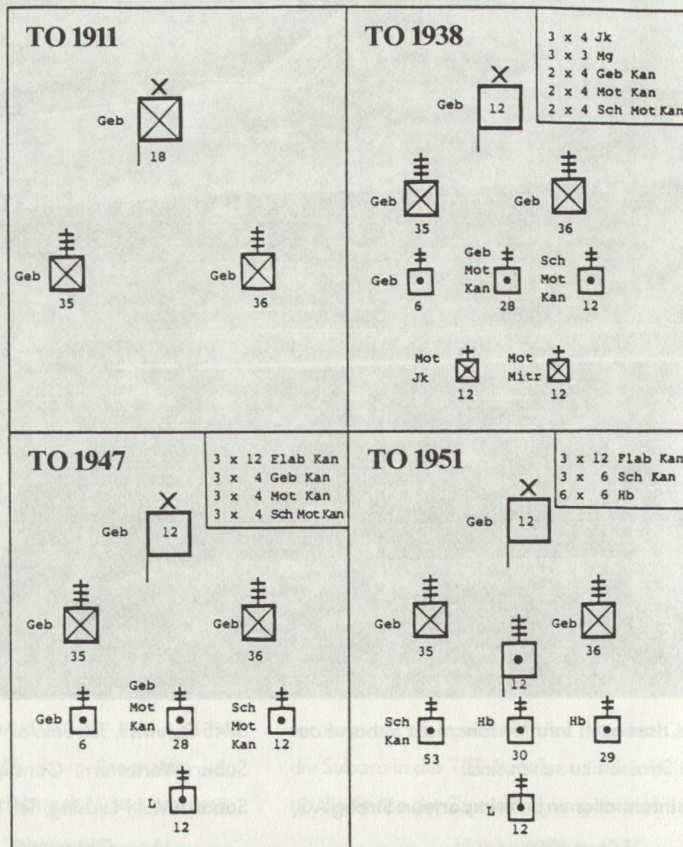 TO 1911
Geb
18
Geb
35
Geb
36
TO 1938
3 x 4 Jk
3 x 3 Mg
2 x 4 Geb Kan
2 x 4 Mot Kan
2 x 4 Sch Mot Kan
Geb
12
Geb
35
Geb
36
Geb
6
Geb
Mot
Kan
28
Sch
Mot
Kan
12
Mot
Jk
12
Mot
Mitr
12
TO 1947
3 x 12 Flab Kan
3 x 4 Geb Kan
3 x 4 Mot Kan
3 x 4 Sch Mot Kan
Geb
12
Geb
35
Geb
36
Geb
6
Geb
Mot
Kan
28
Sch
Mot
Kan
12
L
12
TO 1951
3 x 12 Flab Kan
3 x 6 Sch Kan
6 x 6 Hb
Geb
12
Geb
35
Geb
36
12
Sch
Kan
53
Hb
30
Hb
29
L
12